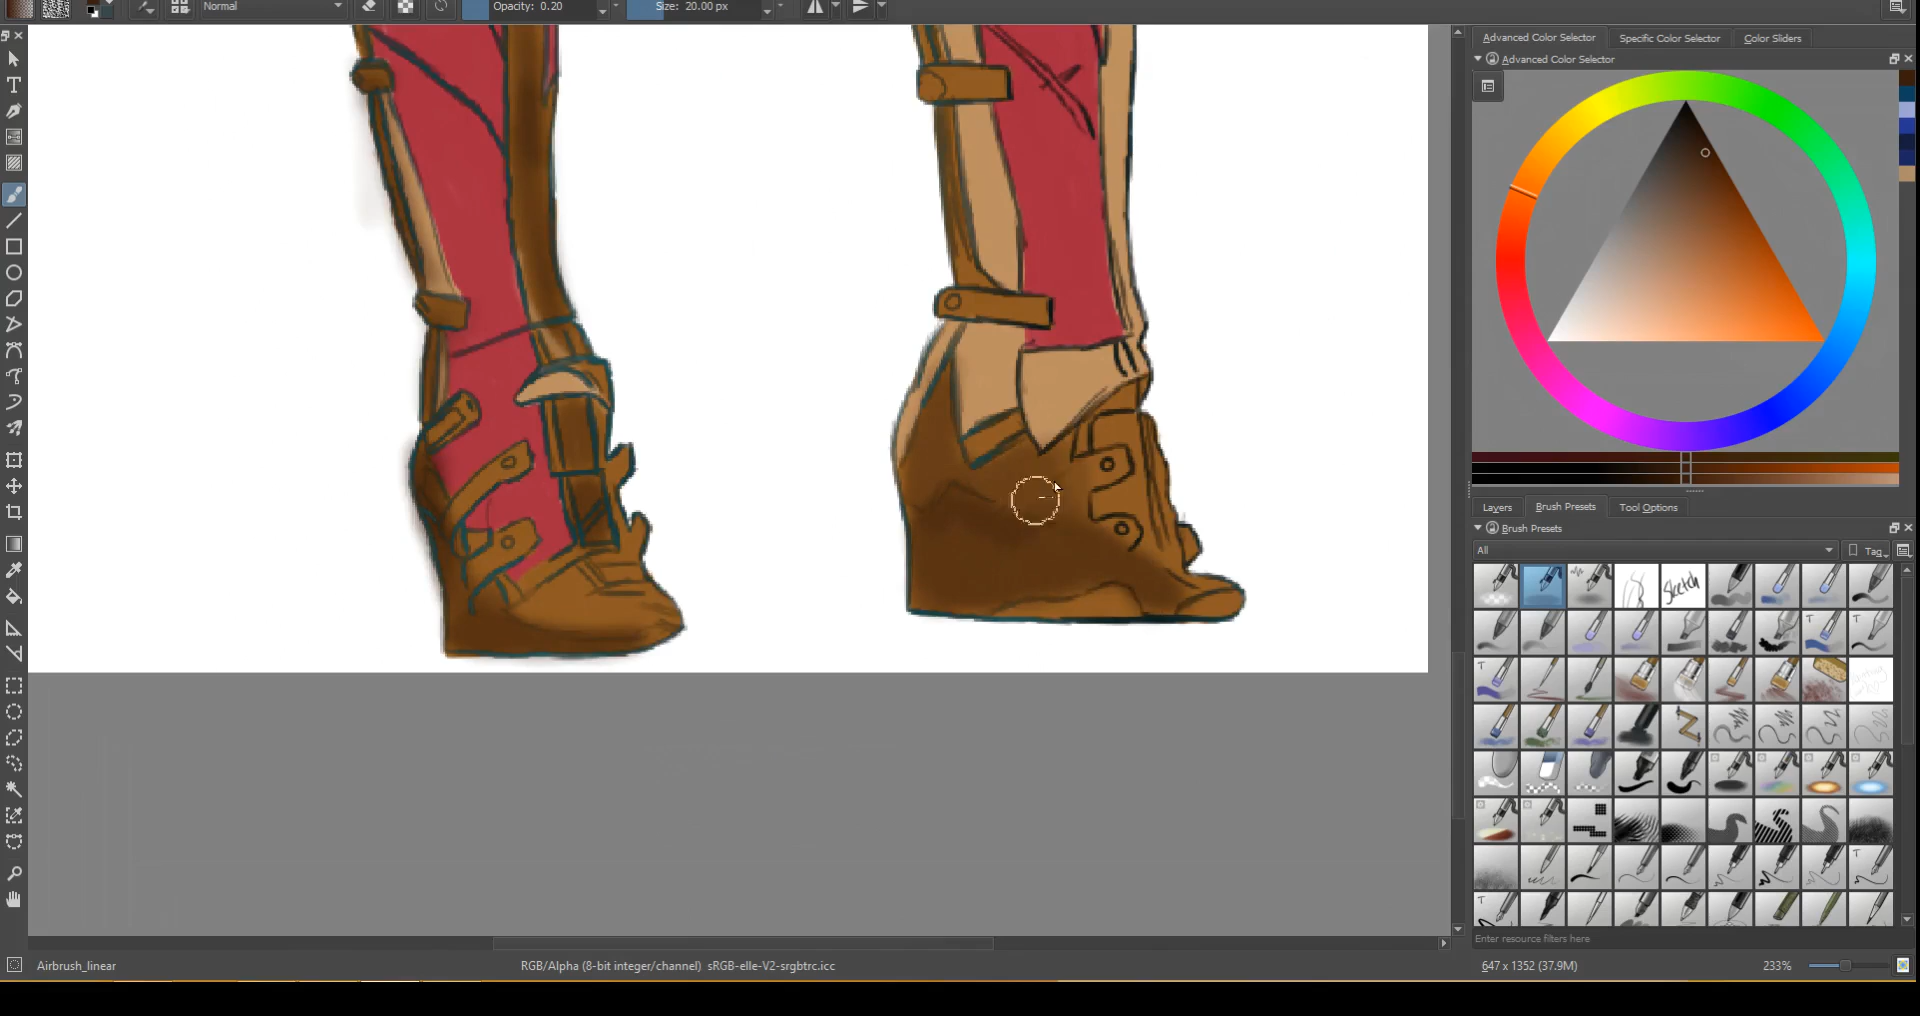 Normal
Opacity: 0.20
Size: 20.00 px
Advanced Color Selector
Specific Color Selector
Color Sliders
Advanced Color Selector
Layers
Brush Presets
Tool Options
Brush Presets
All
Tag
Sketch
Enter resource filters here
Airbrush_linear
RGB/Alpha (8-bit integer/channel) sRGB-elle-V2-srgbtrc.icc
647 x 1352 (37.9M)
233%